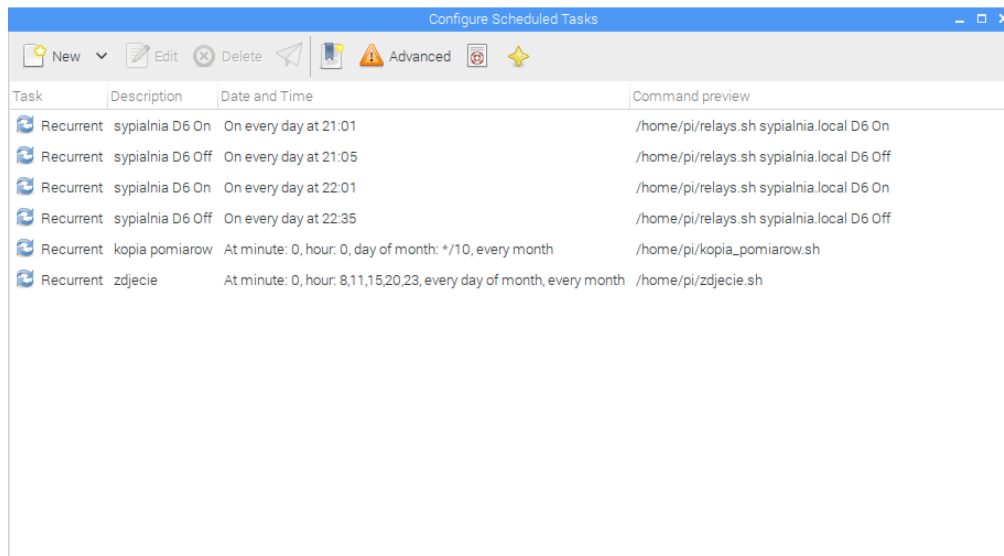 Configure Scheduled Tasks
New Edit Delete Advanced
Task Description Date and Time Command preview
Recurrent sypialnia D6 On On every day at 21:01 /home/pi/relays.sh sypialnia.local D6 On
Recurrent sypialnia D6 Off On every day at 21:05 /home/pi/relays.sh sypialnia.local D6 Off
Recurrent sypialnia D6 On On every day at 22:01 /home/pi/relays.sh sypialnia.local D6 On
Recurrent sypialnia D6 Off On every day at 22:35 /home/pi/relays.sh sypialnia.local D6 Off
Recurrent kopia pomiarow At minute: 0, hour: 0, day of month: */10, every month /home/pi/kopia_pomiarow.sh
Recurrent zdjecie At minute: 0, hour: 8,11,15,20,23, every day of month, every month /home/pi/zdjecie.sh